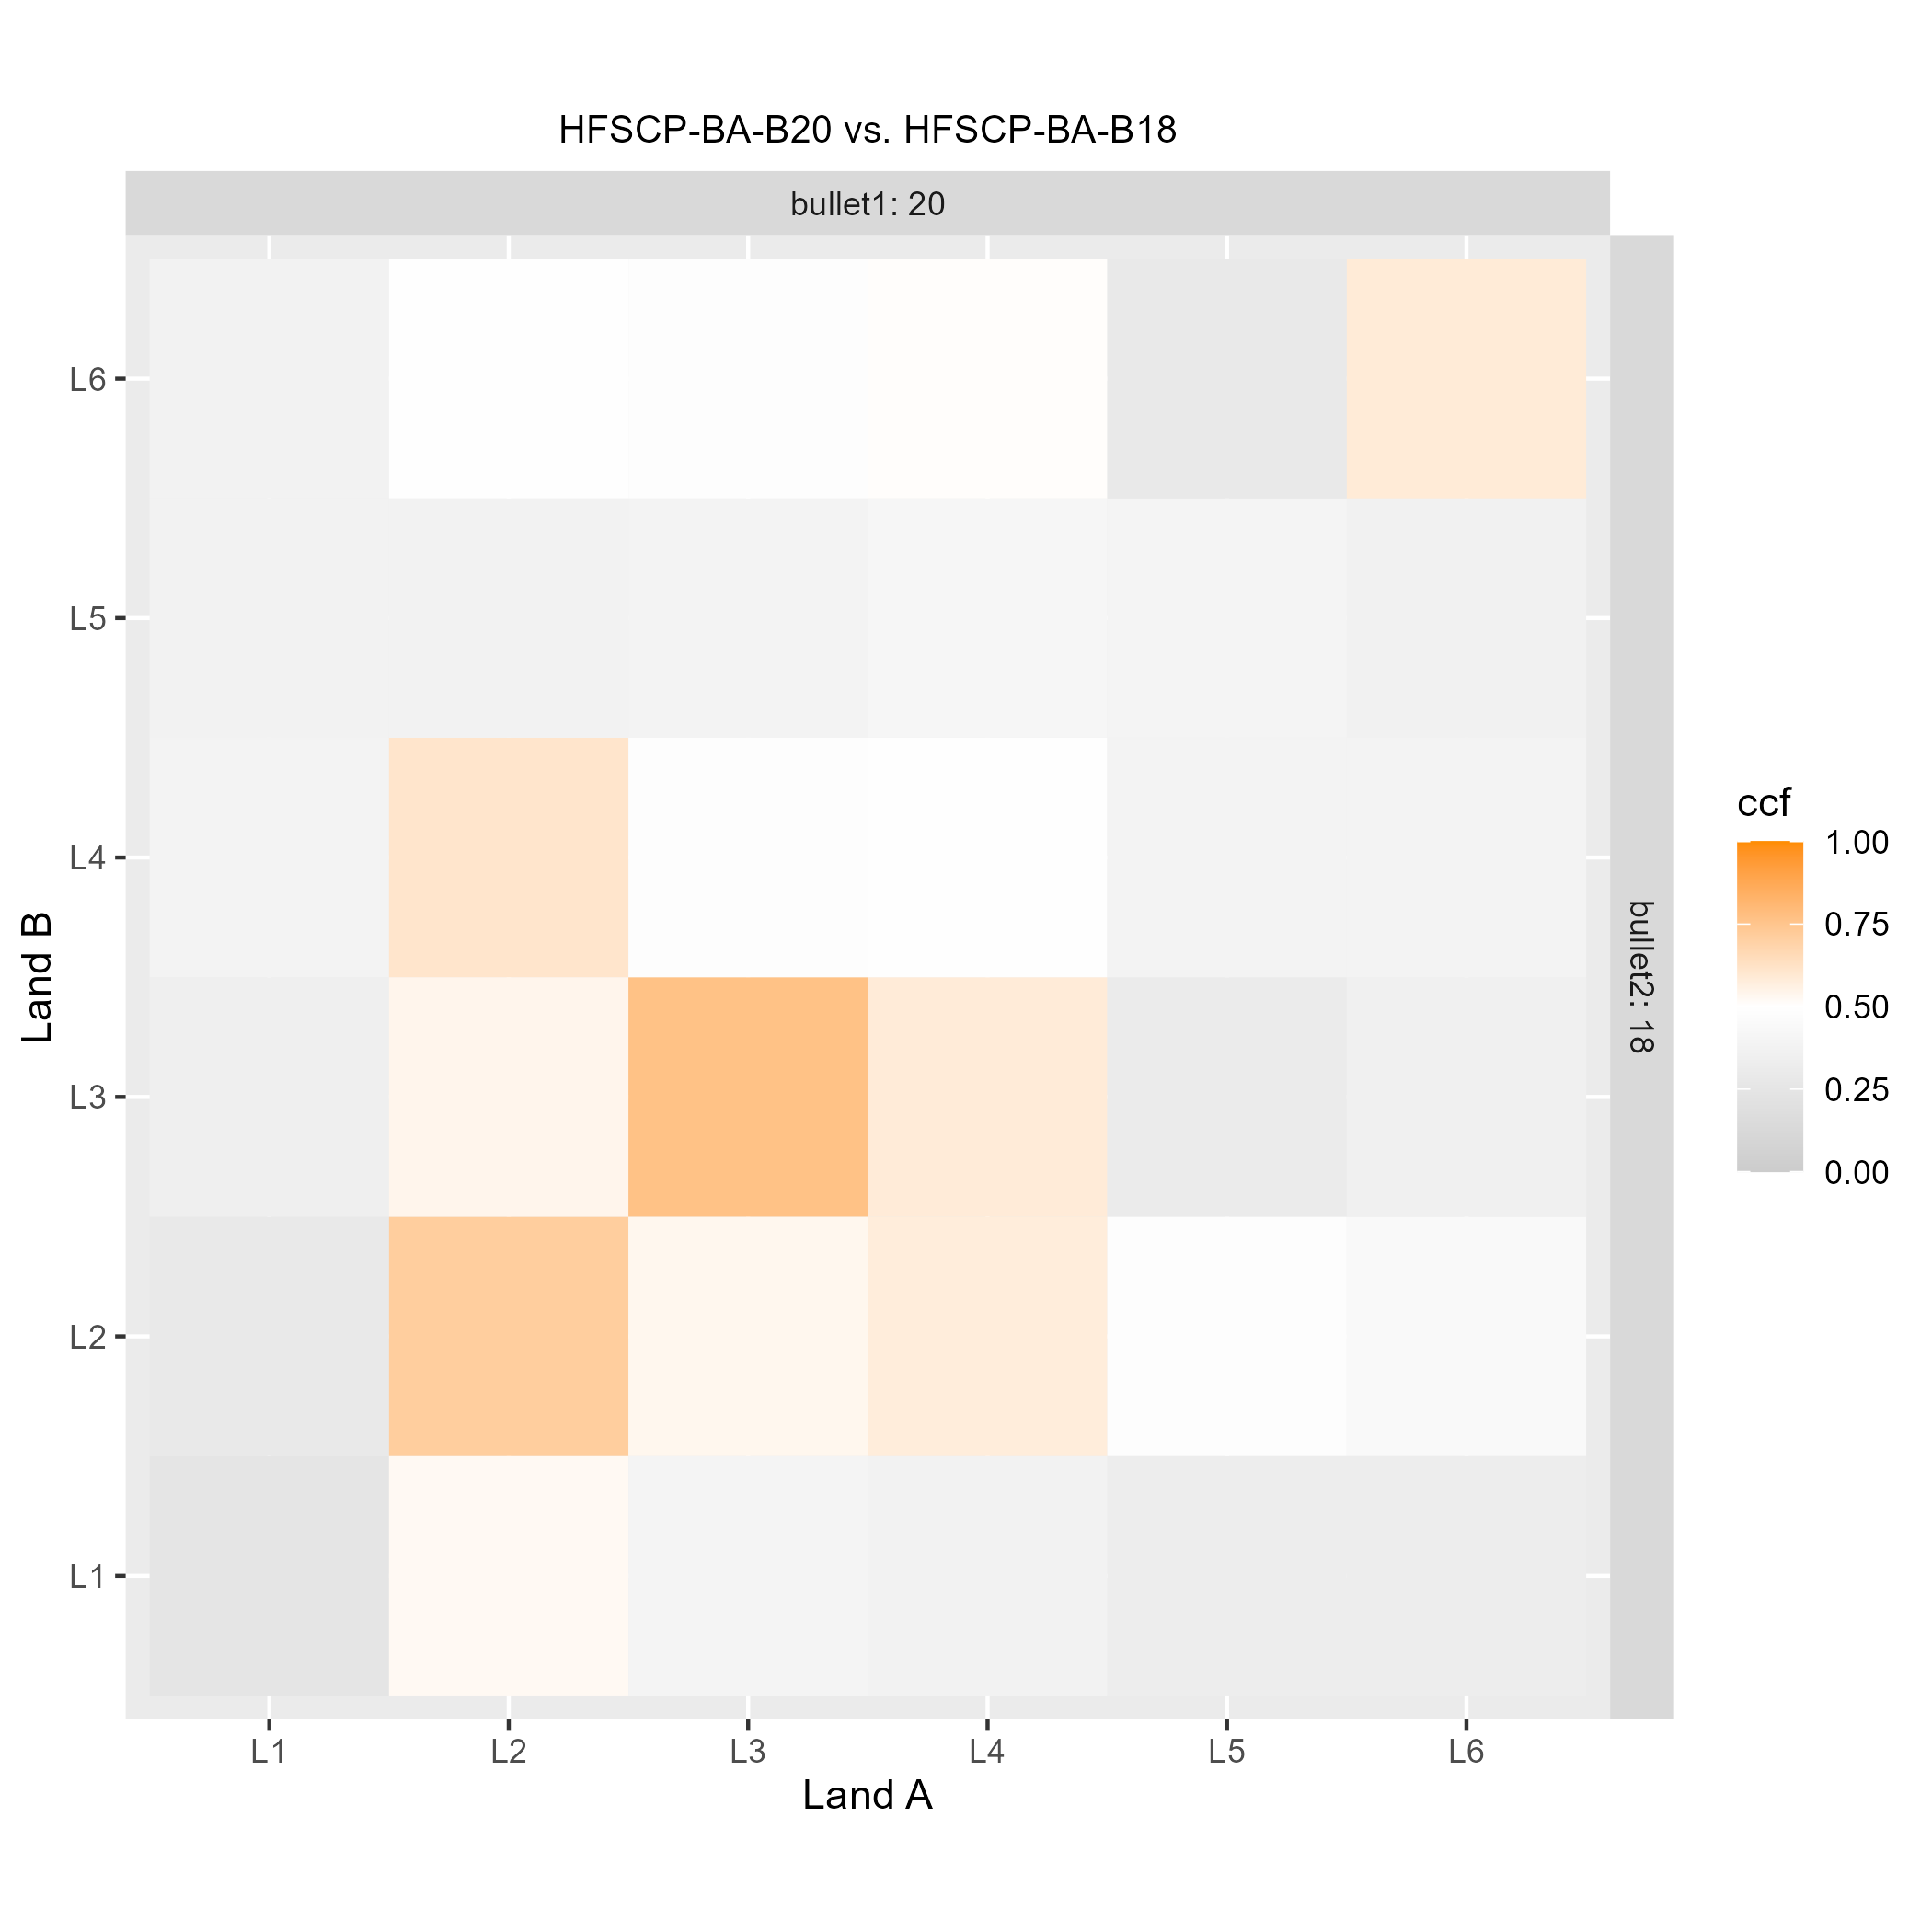 HFSCP-BA-B20 vs. HFSCP-BA-B18
bullet1: 20
L6
L5
L4
L3
L2
L1
Land B
bullet2: 18
L1 L2 L3 L4 L5 L6
Land A
ccf
1.00
0.75
0.50
0.25
0.00